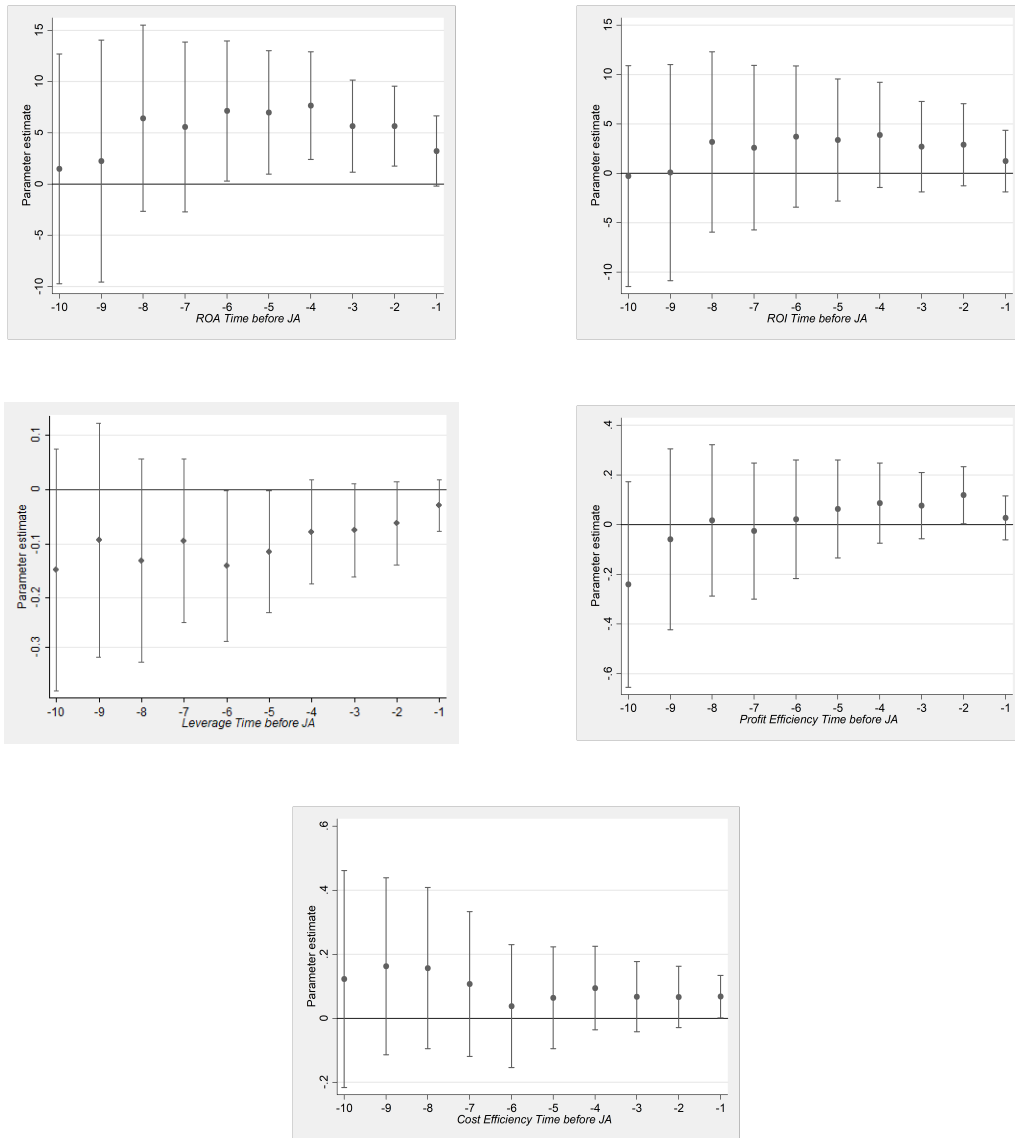 Parameter estimate
15
10
5
0
-5
-10
-10 -9 -8 -7 -6 -5 -4 -3 -2 -1
ROA Time before JA
Parameter estimate
15
10
5
0
-5
-10
-10 -9 -8 -7 -6 -5 -4 -3 -2 -1
ROI Time before JA
Parameter estimate
0.1
0
-0.1
-0.2
-0.3
-10 -9 -8 -7 -6 -5 -4 -3 -2 -1
Leverage Time before JA
Parameter estimate
.4
.2
0
-.2
-.4
-.6
-10 -9 -8 -7 -6 -5 -4 -3 -2 -1
Profit Efficiency Time before JA
Parameter estimate
.6
.4
.2
0
-.2
-10 -9 -8 -7 -6 -5 -4 -3 -2 -1
Cost Efficiency Time before JA